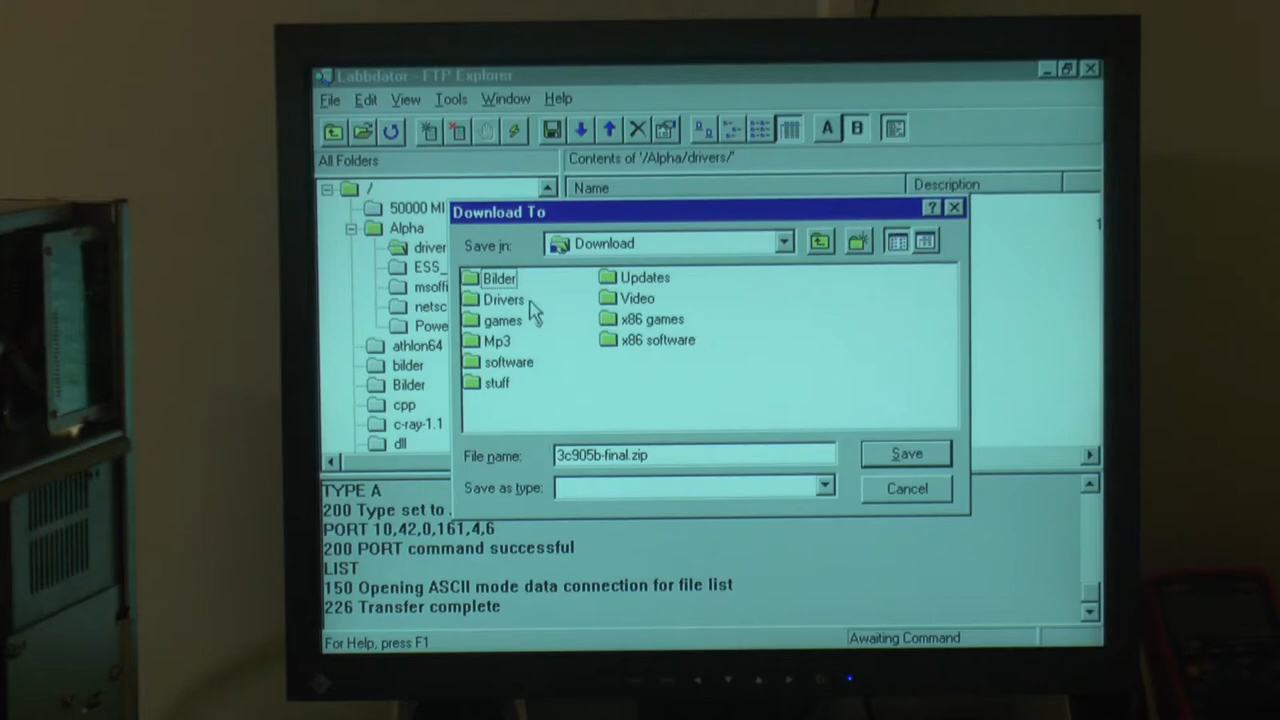 Labbdator - FTP Explorer
File Edit View Tools Window Help
A B
All Folders
Contents of '/Alpha/drivers/'
Name
Description
/
50000 MI
Alpha
driver
ESS_
msoffi
netsc
Powe
athlon64
bilder
Bilder
cpp
c-ray-1.1
dll
1
Download To
Save in:
Download
Bilder
Drivers
games
Mp3
software
stuff
Updates
Video
x86 games
x86 software
File name:
3c905b-final.zip
Save
Save as type:
Cancel
TYPE A
200 Type set to
PORT 10,42,0,161,4,6
200 PORT command successful
LIST
150 Opening ASCII mode data connection for file list
226 Transfer complete
For Help, press F1
Awaiting Command